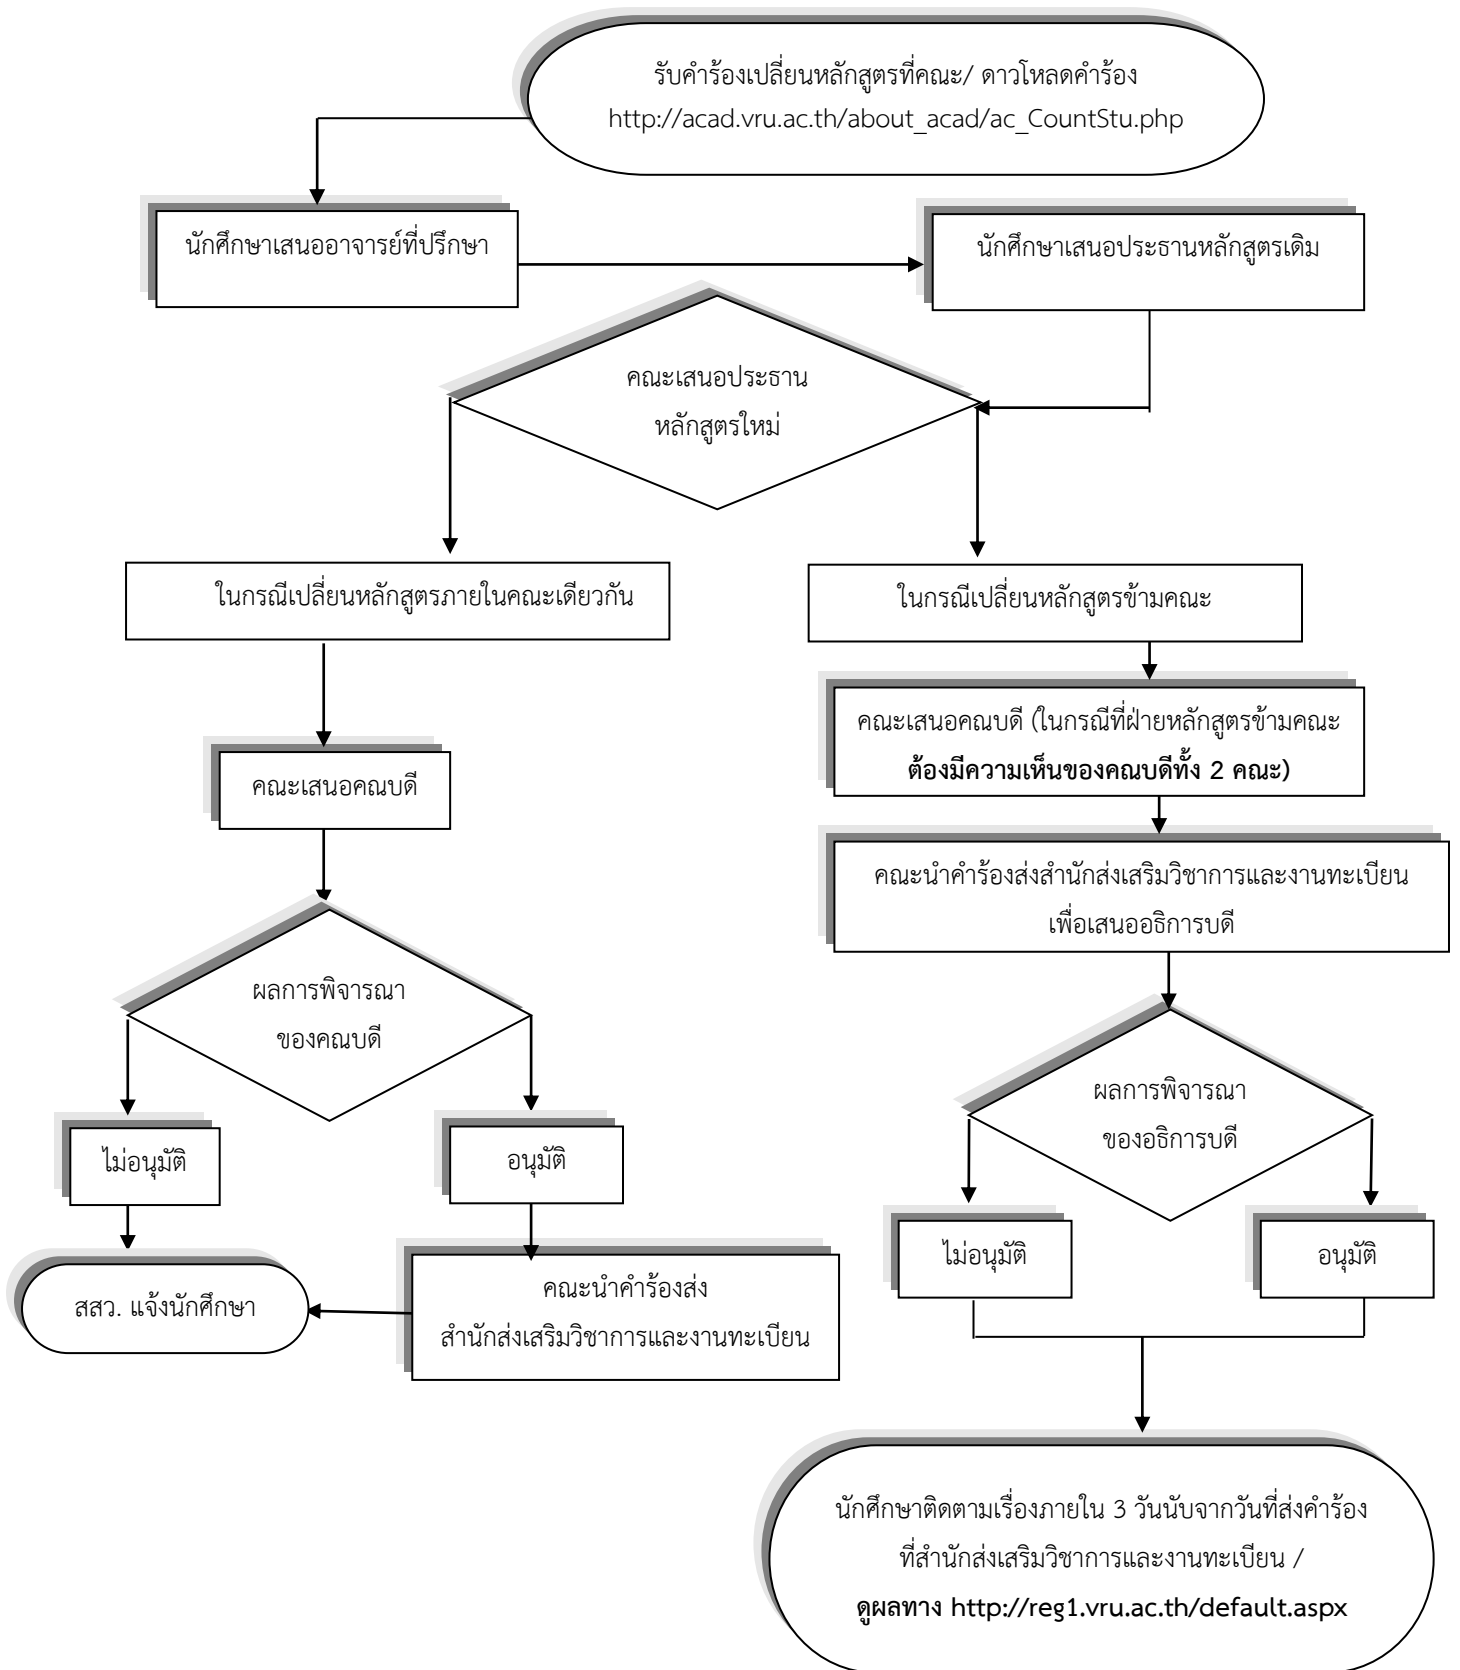 รับคำร้องเปลี่ยนหลักสูตรที่คณะ/ ดาวโหลดคำร้อง
http://acad.vru.ac.th/about_acad/ac_CountStu.php
นักศึกษาเสนออาจารย์ที่ปรึกษา
นักศึกษาเสนอประธานหลักสูตรเดิม
คณะเสนอประธาน
หลักสูตรใหม่
ในกรณีเปลี่ยนหลักสูตรภายในคณะเดียวกัน
ในกรณีเปลี่ยนหลักสูตรข้ามคณะ
คณะเสนอคณบดี
คณะเสนอคณบดี (ในกรณีที่ฝ่ายหลักสูตรข้ามคณะ
ต้องมีความเห็นของคณบดีทั้ง 2 คณะ)
คณะนำคำร้องส่งสำนักส่งเสริมวิชาการและงานทะเบียน
เพื่อเสนออธิการบดี
ผลการพิจารณา
ของคณบดี
ผลการพิจารณา
ของอธิการบดี
ไม่อนุมัติ
อนุมัติ
ไม่อนุมัติ
อนุมัติ
สสว. แจ้งนักศึกษา
คณะนำคำร้องส่ง
สำนักส่งเสริมวิชาการและงานทะเบียน
นักศึกษาติดตามเรื่องภายใน 3 วันนับจากวันที่ส่งคำร้อง
ที่สำนักส่งเสริมวิชาการและงานทะเบียน /
ดูผลทาง http://reg1.vru.ac.th/default.aspx